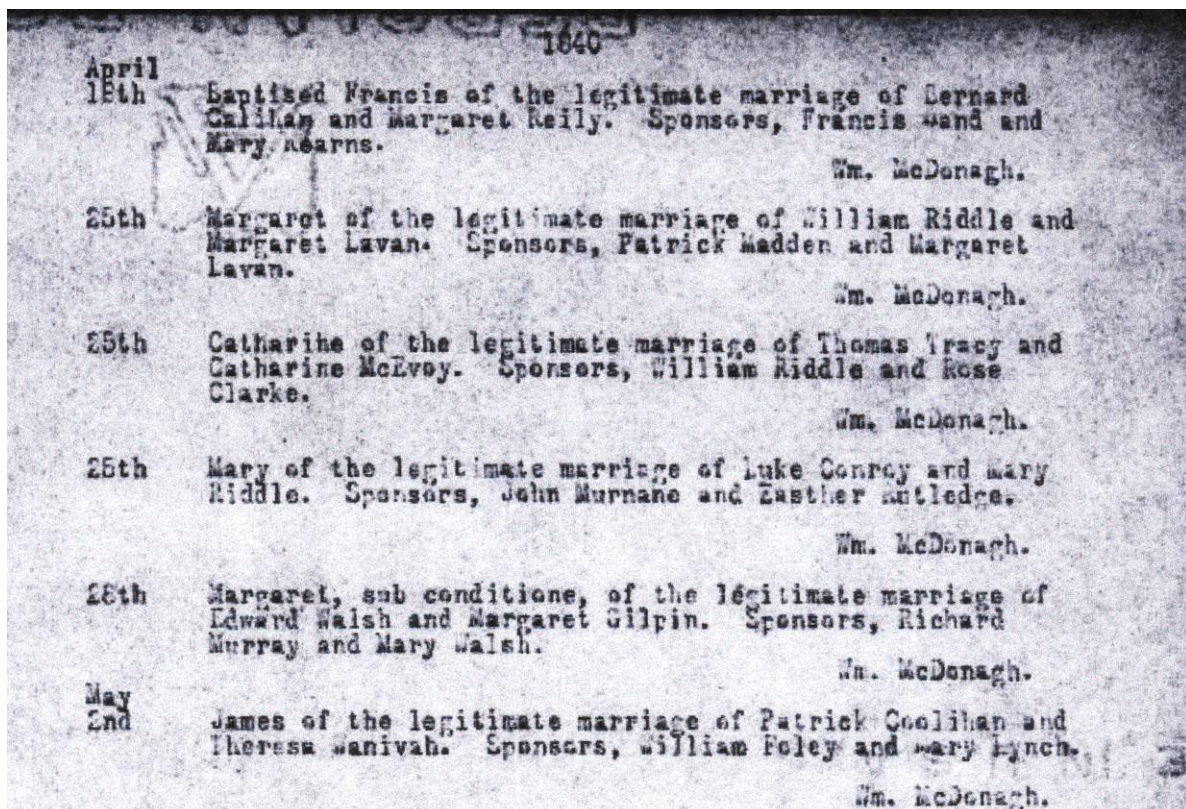 1840
April
18th Baptised Francis of the legitimate marriage of Bernard
Calihan and Margaret Reily. Sponsors, Francis Wand and
Mary Kearns.
Wm. McDonagh.
25th Margaret of the legitimate marriage of William Riddle and
Margaret Lavan. Sponsors, Patrick Madden and Margaret
Lavan.
Wm. McDonagh.
25th Catharine of the legitimate marriage of Thomas Tracy and
Catharine McEvoy. Sponsors, William Riddle and Rose
Clarke.
Wm. McDonagh.
25th Mary of the legitimate marriage of Luke Conroy and Mary
Riddle. Sponsors, John Murnane and Easther Rutledge.
Wm. McDonagh.
28th Margaret, sub conditione, of the legitimate marriage of
Edward Walsh and Margaret Gilpin. Sponsors, Richard
Murray and Mary Walsh.
Wm. McDonagh.
May
2nd James of the legitimate marriage of Patrick Coolihan and
Theresa Wanivah. Sponsors, William Foley and Mary Lynch.
Wm. McDonagh.